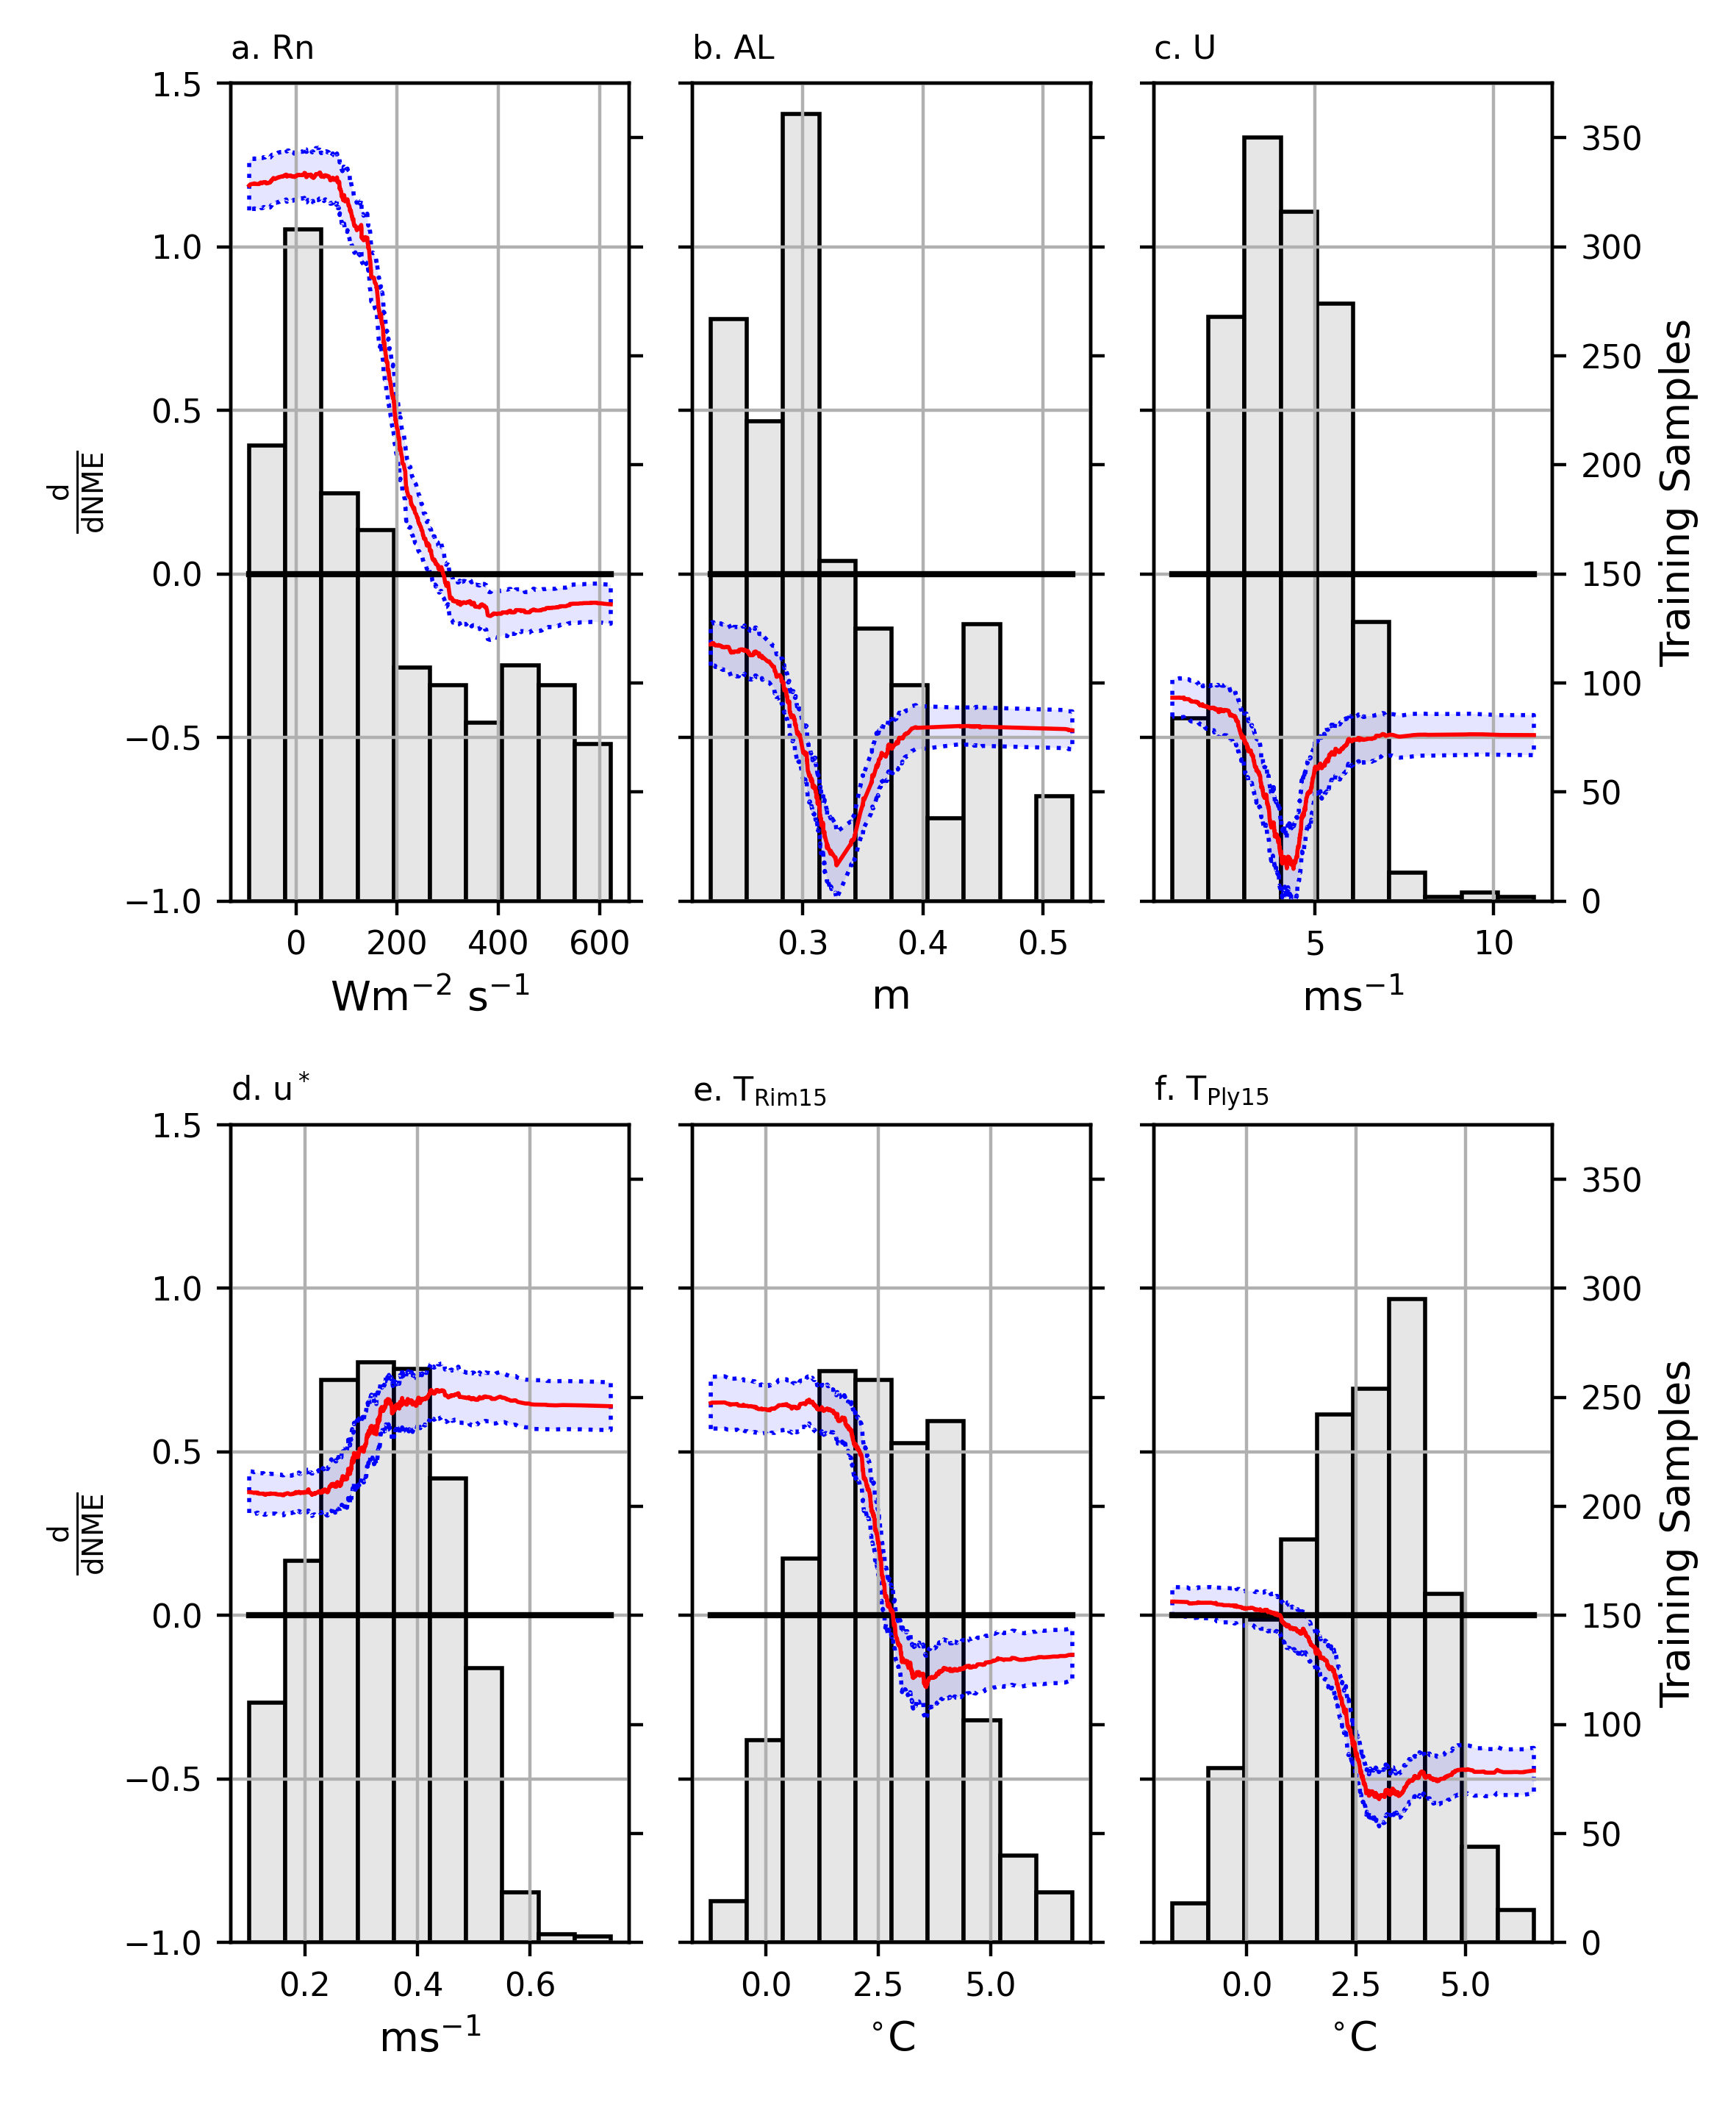 a. Rn
b. AL
c. U
1.5
1.0
0.5
0.0
−0.5
−1.0
d
dNME
350
300
250
200
150
100
50
0
Training Samples
0 200 400 600
0.3 0.4 0.5
5 10
Wm⁻² s⁻¹
m
ms⁻¹
d. u*
e. T_Rim15
f. T_Ply15
1.5
1.0
0.5
0.0
−0.5
−1.0
d
dNME
350
300
250
200
150
100
50
0
Training Samples
0.2 0.4 0.6
0.0 2.5 5.0
0.0 2.5 5.0
ms⁻¹
°C
°C